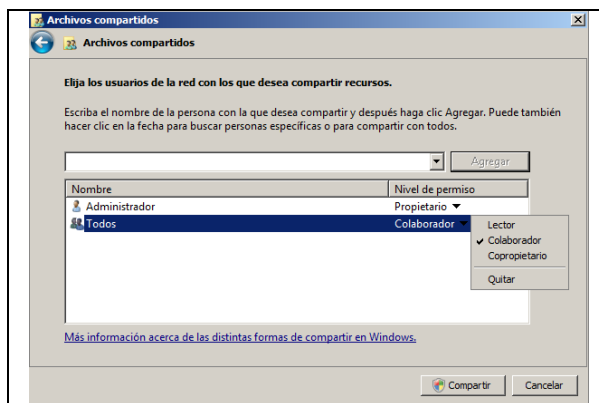 Archivos compartidos
Archivos compartidos
Elija los usuarios de la red con los que desea compartir recursos.
Escriba el nombre de la persona con la que desea compartir y después haga clic Agregar. Puede también
hacer clic en la fecha para buscar personas específicas o para compartir con todos.
Agregar
Nombre Nivel de permiso
Administrador Propietario
Todos Colaborador
Lector
Colaborador
Copropietario
Quitar
Más información acerca de las distintas formas de compartir en Windows.
Compartir Cancelar